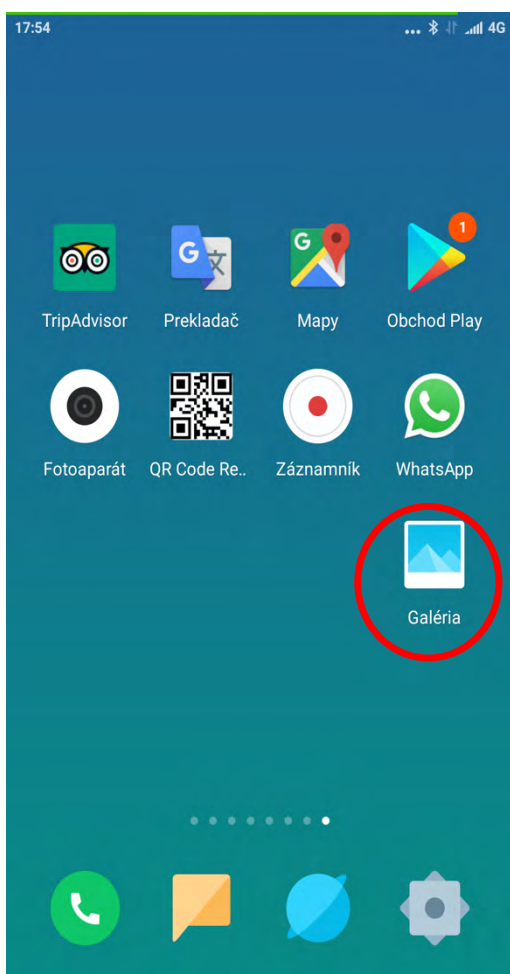 17:54 ... 4G
1
TripAdvisor Prekladač Mapy Obchod Play
Fotoaparát QR Code Re.. Záznamník WhatsApp
Galéria